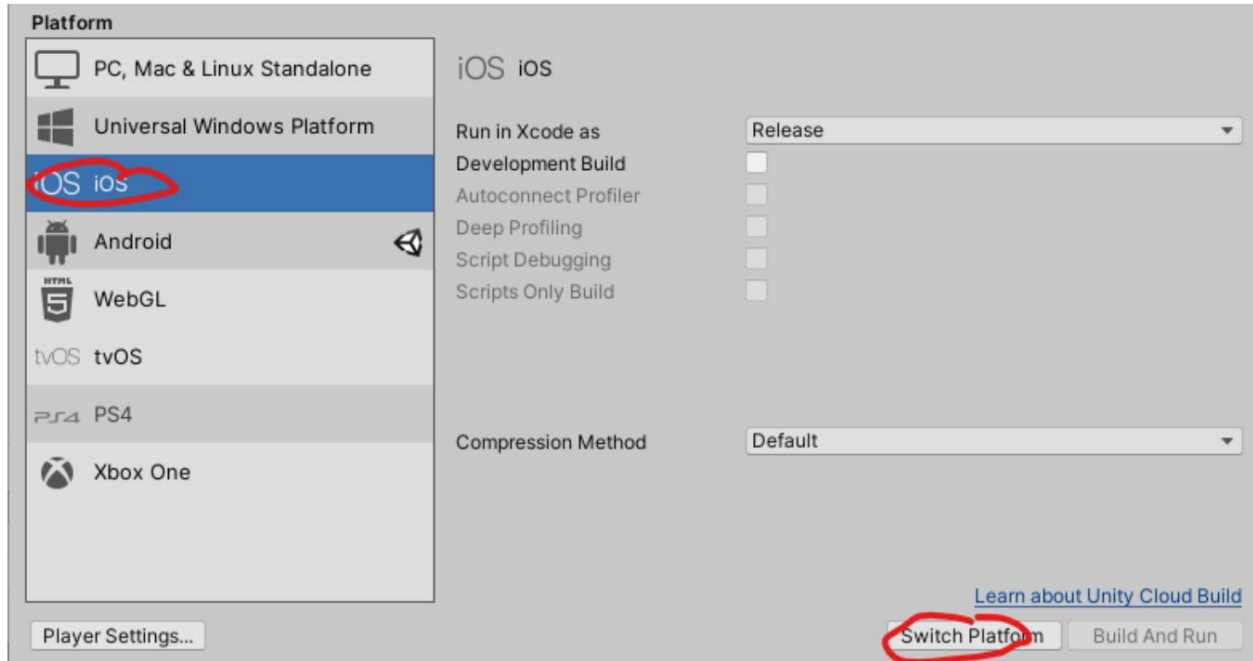 Platform
PC, Mac & Linux Standalone
Universal Windows Platform
iOS iOS
Android
HTML
5
WebGL
tvOS tvOS
PS4 PS4
Xbox One
iOS iOS
Run in Xcode as Release
Development Build
Autoconnect Profiler
Deep Profiling
Script Debugging
Scripts Only Build
Compression Method Default
Learn about Unity Cloud Build
Player Settings...
Switch Platform
Build And Run